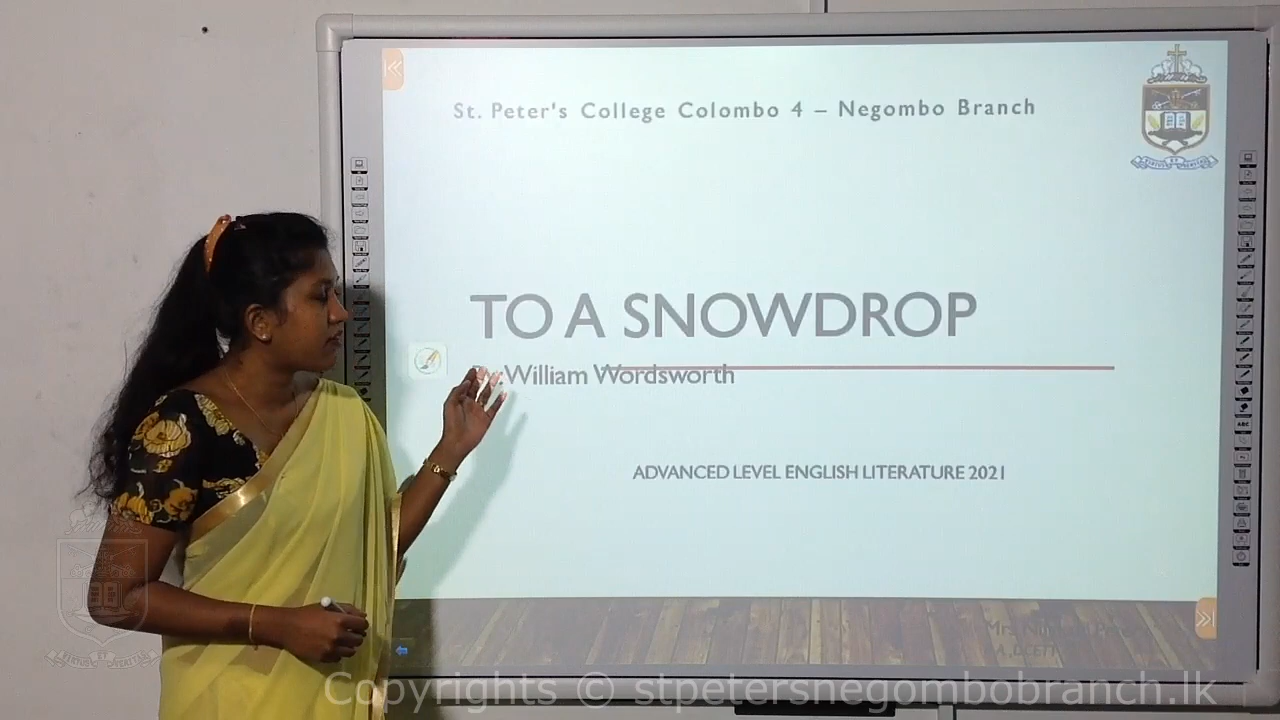 St. Peter's College Colombo 4 – Negombo Branch
TO A SNOWDROP
By:William Wordsworth
ADVANCED LEVEL ENGLISH LITERATURE 2021
Copyrights © stpetersnegombobranch.lk